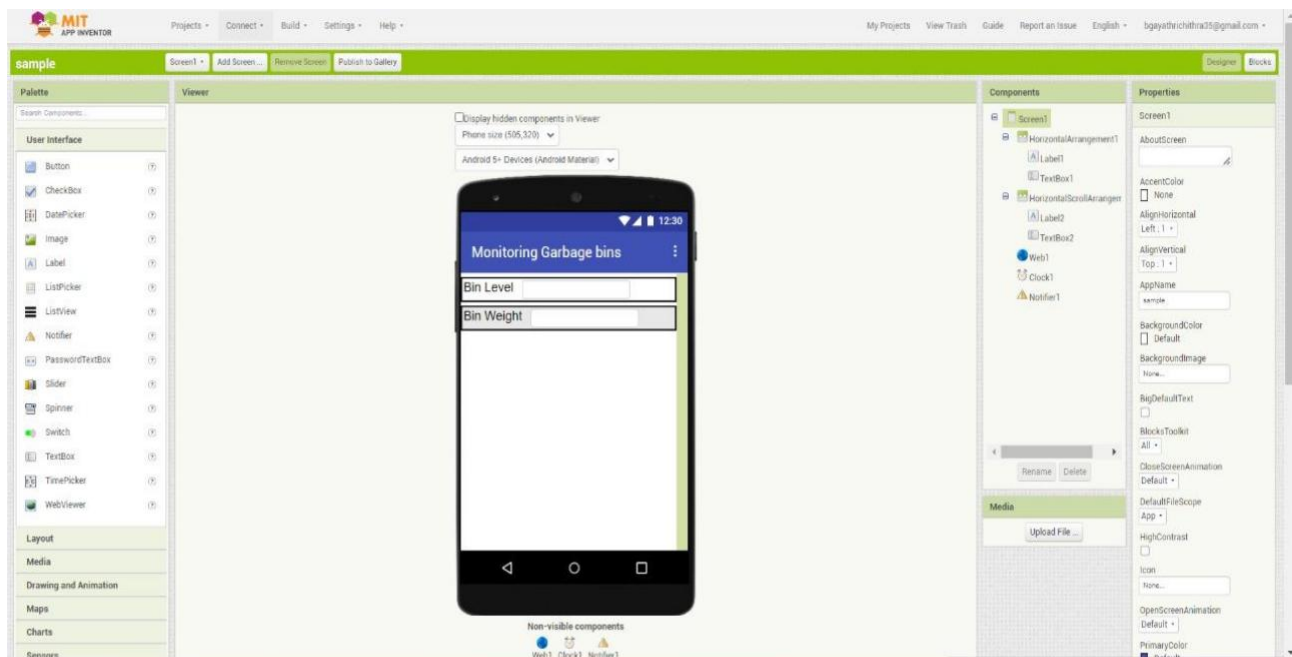 MIT
APP INVENTOR
Projects Connect Build Settings Help
My Projects View Trash Guide Report an Issue English bgayathrichithra35@gmail.com
sample
Screen1 Add Screen ... Remove Screen Publish to Gallery
Designer Blocks
Palette
Search Components...
User Interface
Button
CheckBox
DatePicker
Image
Label
ListPicker
ListView
Notifier
PasswordTextBox
Slider
Spinner
Switch
TextBox
TimePicker
WebViewer
Layout
Media
Drawing and Animation
Maps
Charts
Sensors
Viewer
Display hidden components in Viewer
Phone size (505,320)
Android 5+ Devices (Android Material)
12:30
Monitoring Garbage bins
Bin Level
Bin Weight
Non-visible components
Web1 Clock1 Notifier1
Components
Screen1
HorizontalArrangement1
Label1
TextBox1
HorizontalScrollArrangem
Label2
TextBox2
Web1
Clock1
Notifier1
Rename Delete
Media
Upload File ...
Properties
Screen1
AboutScreen
AccentColor
None
AlignHorizontal
Left : 1
AlignVertical
Top : 1
AppName
sample
BackgroundColor
Default
BackgroundImage
None...
BigDefaultText
BlocksToolkit
All
CloseScreenAnimation
Default
DefaultFileScope
App
HighContrast
Icon
None...
OpenScreenAnimation
Default
PrimaryColor
Default